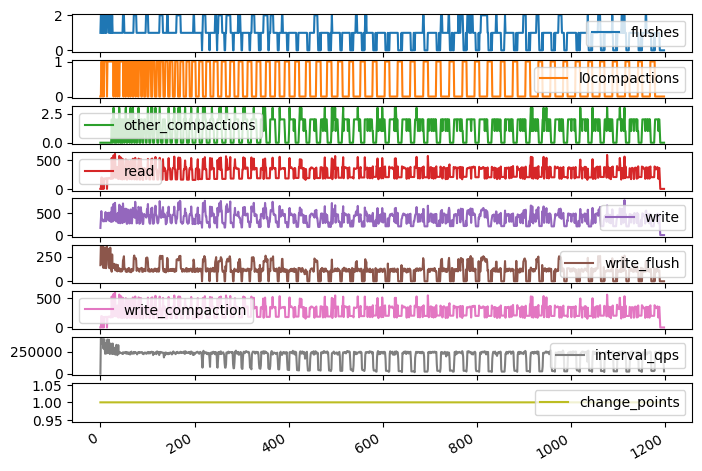 2
0
flushes
1
0
l0compactions
2.5
0.0
other_compactions
500
0
read
500
0
write
250
0
write_flush
500
0
write_compaction
250000
0
interval_qps
1.05
1.00
0.95
change_points
0
200
400
600
800
1000
1200